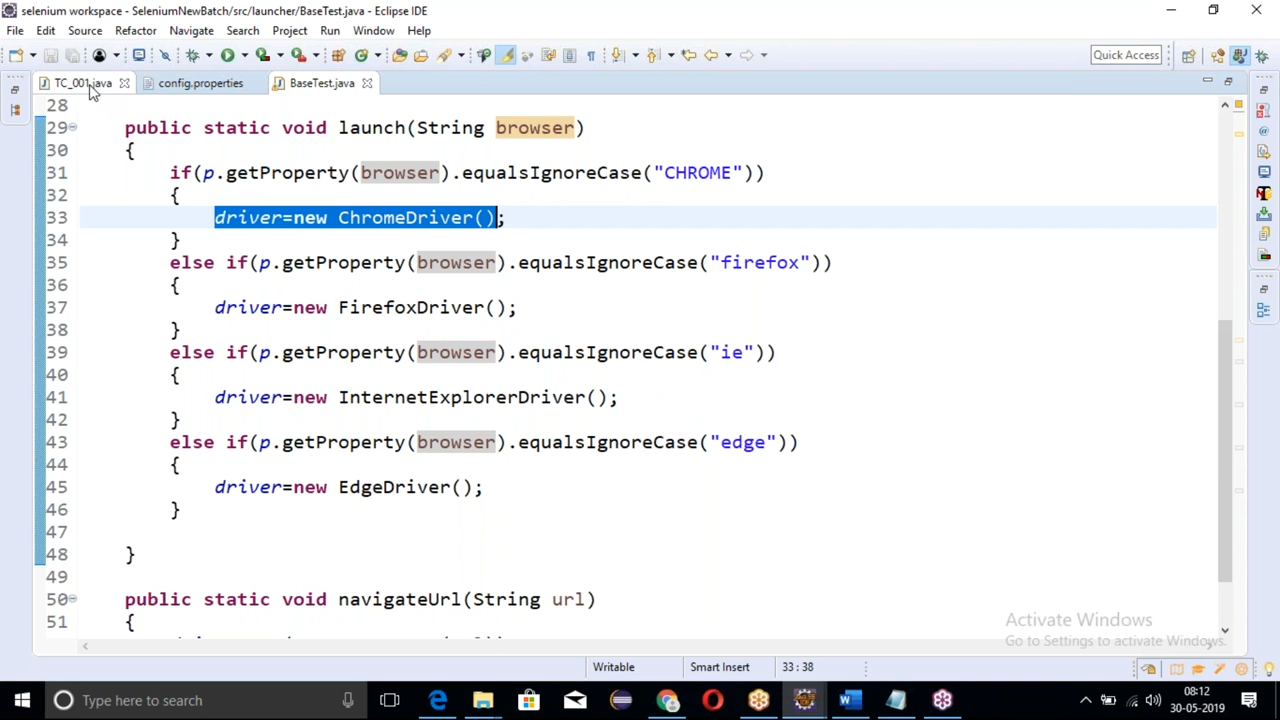 selenium workspace - SeleniumNewBatch/src/launcher/BaseTest.java - Eclipse IDE
File Edit Source Refactor Navigate Search Project Run Window Help
Quick Access
TC_001.java config.properties BaseTest.java
28
29 public static void launch(String browser)
30 {
31 if(p.getProperty(browser).equalsIgnoreCase("CHROME"))
32 {
33 driver=new ChromeDriver();
34 }
35 else if(p.getProperty(browser).equalsIgnoreCase("firefox"))
36 {
37 driver=new FirefoxDriver();
38 }
39 else if(p.getProperty(browser).equalsIgnoreCase("ie"))
40 {
41 driver=new InternetExplorerDriver();
42 }
43 else if(p.getProperty(browser).equalsIgnoreCase("edge"))
44 {
45 driver=new EdgeDriver();
46 }
47
48 }
49
50 public static void navigateUrl(String url)
51 {
Activate Windows
Go to Settings to activate Windows.
Writable Smart Insert 33 : 38
Type here to search
08:12
30-05-2019